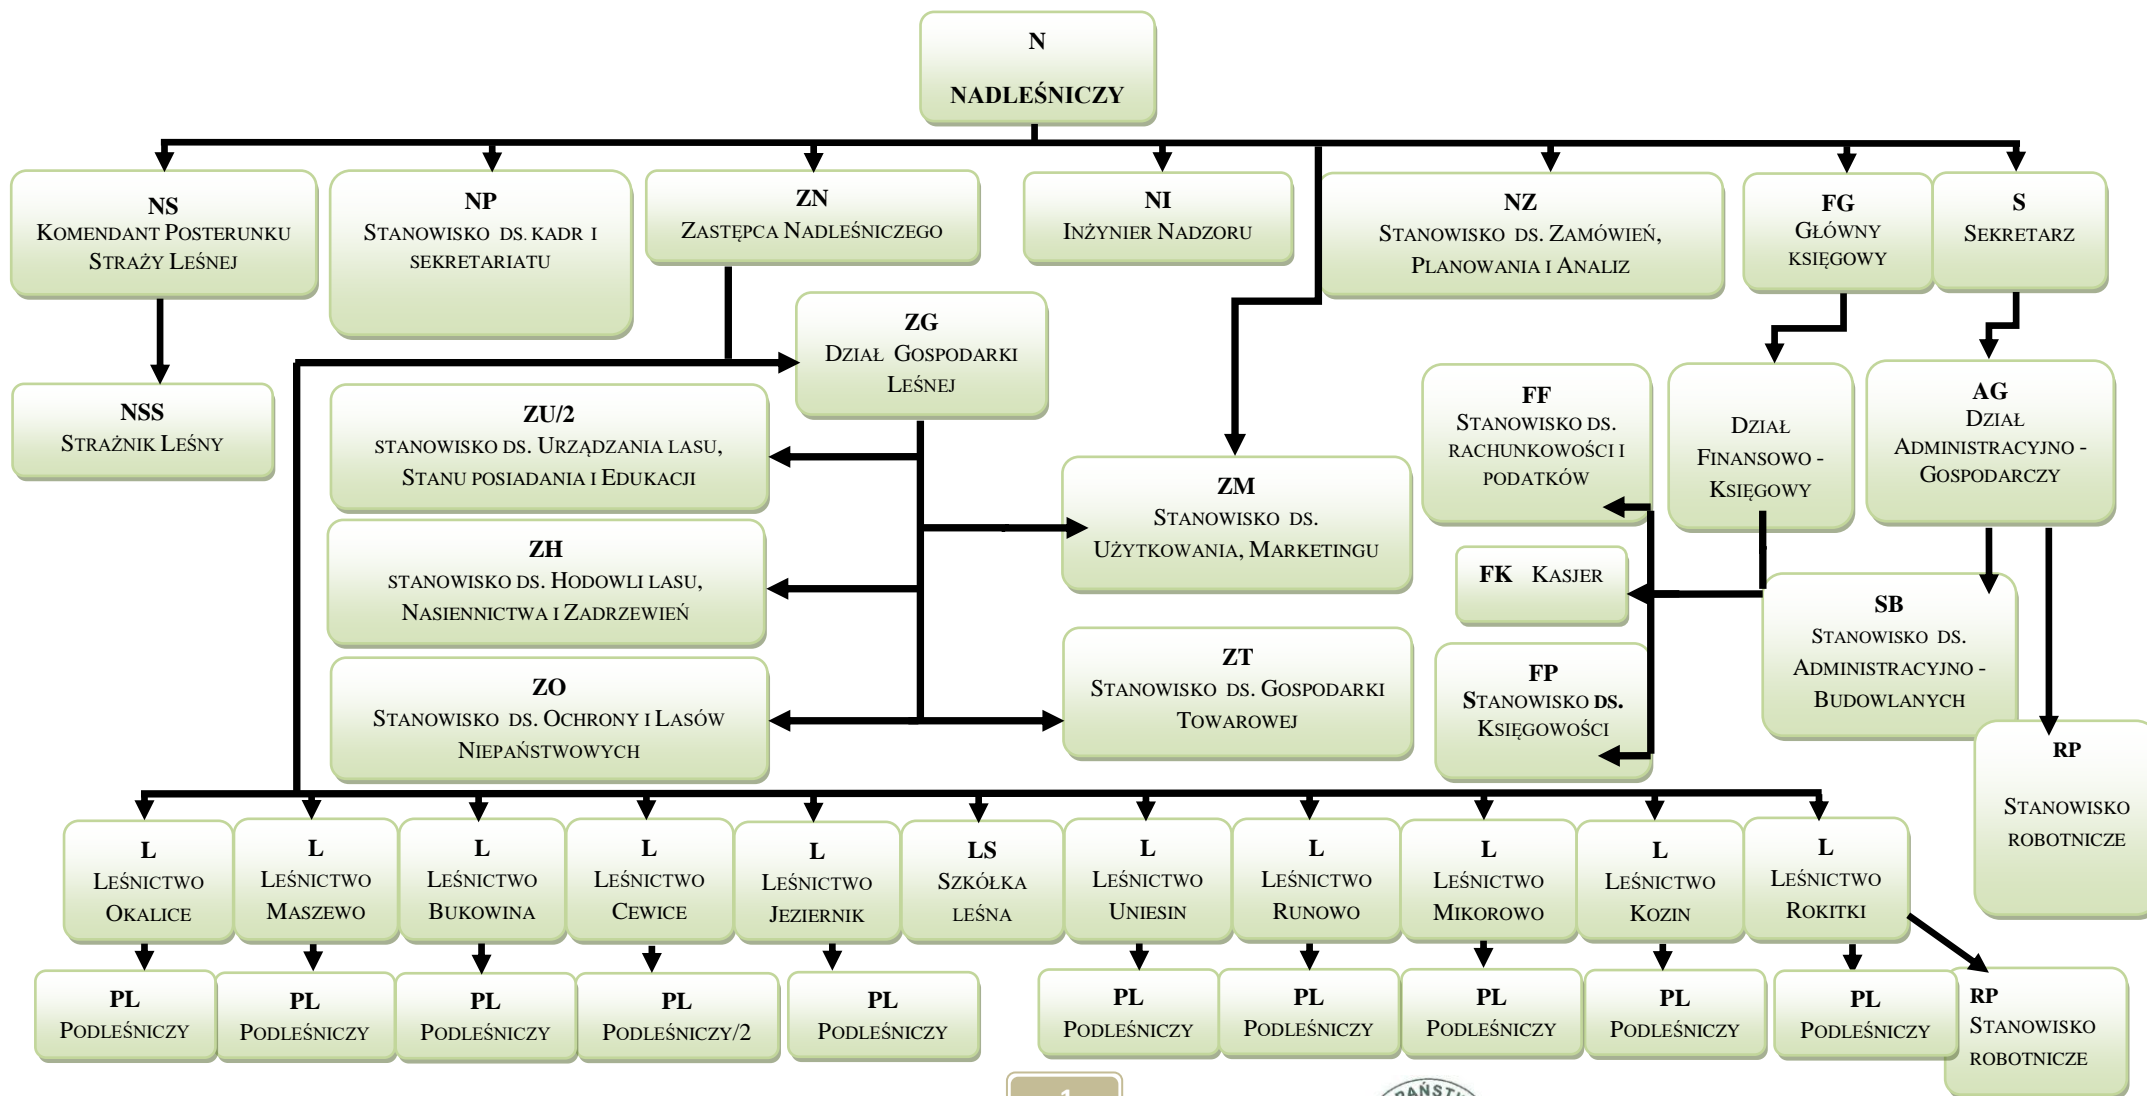 N
NADLEŚNICZY
NS
KOMENDANT POSTERUNKU
STRAŻY LEŚNEJ
NP
STANOWISKO DS. KADR I
SEKRETARIATU
ZN
ZASTĘPCA NADLEŚNICZEGO
NI
INŻYNIER NADZORU
NZ
STANOWISKO DS. ZAMÓWIEŃ,
PLANOWANIA I ANALIZ
FG
GŁÓWNY
KSIĘGOWY
S
SEKRETARZ
ZG
DZIAŁ GOSPODARKI
LEŚNEJ
NSS
STRAŻNIK LEŚNY
ZU/2
STANOWISKO DS. URZĄDZANIA LASU,
STANU POSIADANIA I EDUKACJI
ZH
STANOWISKO DS. HODOWLI LASU,
NASIENNICTWA I ZADRZEWIEŃ
ZO
STANOWISKO DS. OCHRONY I LASÓW
NIEPAŃSTWOWYCH
ZM
STANOWISKO DS.
UŻYTKOWANIA, MARKETINGU
ZT
STANOWISKO DS. GOSPODARKI
TOWAROWEJ
FF
STANOWISKO DS.
RACHUNKOWOŚCI I
PODATKÓW
FK KASJER
FP
STANOWISKO DS.
KSIĘGOWOŚCI
DZIAŁ
FINANSOWO -
KSIĘGOWY
AG
DZIAŁ
ADMINISTRACYJNO -
GOSPODARCZY
SB
STANOWISKO DS.
ADMINISTRACYJNO -
BUDOWLANYCH
RP
STANOWISKO
ROBOTNICZE
L
LEŚNICTWO
OKALICE
L
LEŚNICTWO
MASZEWO
L
LEŚNICTWO
BUKOWINA
L
LEŚNICTWO
CEWICE
L
LEŚNICTWO
JEZIERNIK
LS
SZKÓŁKA
LEŚNA
L
LEŚNICTWO
UNIESIN
L
LEŚNICTWO
RUNOWO
L
LEŚNICTWO
MIKOROWO
L
LEŚNICTWO
KOZIN
L
LEŚNICTWO
ROKITKI
PL
PODLEŚNICZY
PL
PODLEŚNICZY
PL
PODLEŚNICZY
PL
PODLEŚNICZY/2
PL
PODLEŚNICZY
PL
PODLEŚNICZY
PL
PODLEŚNICZY
PL
PODLEŚNICZY
PL
PODLEŚNICZY
PL
PODLEŚNICZY
RP
STANOWISKO
ROBOTNICZE
1